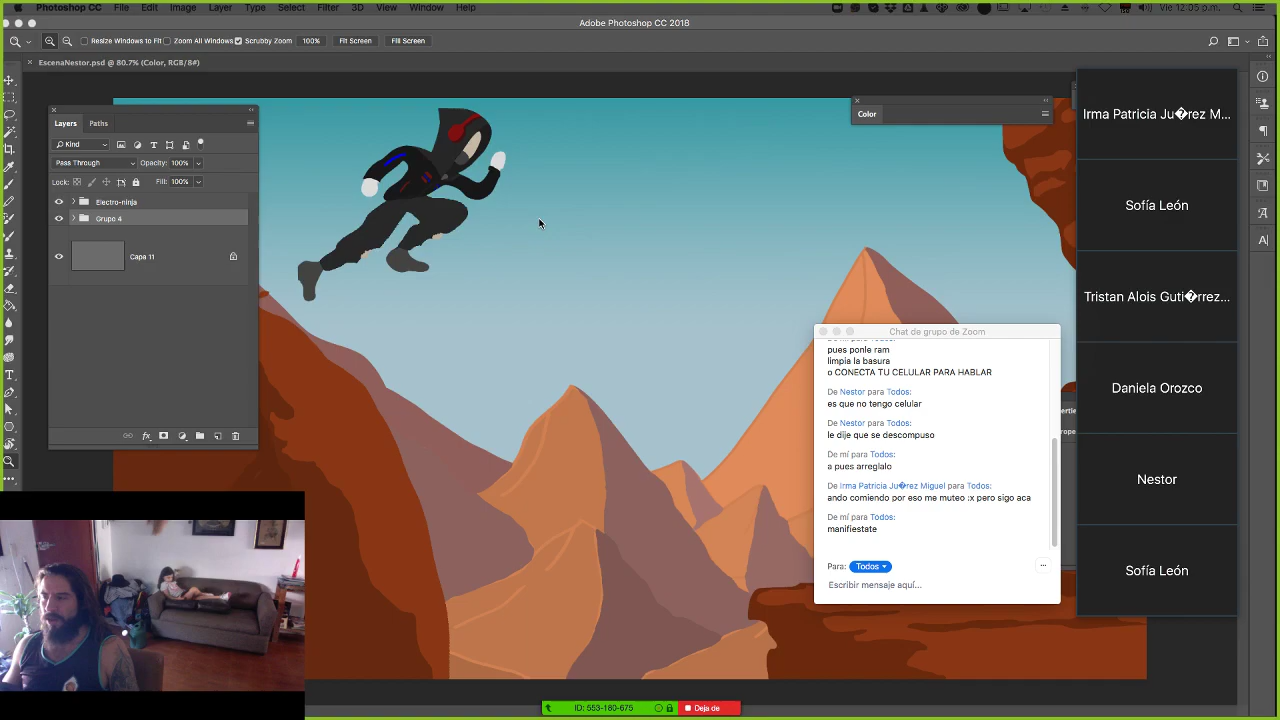 Photoshop CC File Edit Image Layer Type Select Filter 3D View Window Help
Vie 12:05 p.m.
Adobe Photoshop CC 2018
Resize Windows to Fit Zoom All Windows Scrubby Zoom 100% Fit Screen Fill Screen
× EscenaNestor.psd @ 80.7% (Color, RGB/8#)
Layers Paths
Kind
Pass Through Opacity: 100%
Lock: Fill: 100%
Electro-ninja
Grupo 4
Capa 11
fx
Color
Chat de grupo de Zoom
De mí para Todos:
pues ponle ram
limpia la basura
o CONECTA TU CELULAR PARA HABLAR
De Nestor para Todos:
es que no tengo celular
De Nestor para Todos:
le dije que se descompuso
De mí para Todos:
a pues arreglalo
De Irma Patricia Ju�rez Miguel para Todos:
ando comiendo por eso me muteo :x pero sigo aca
De mí para Todos:
manifiestate
Para: Todos
Escribir mensaje aquí...
Irma Patricia Ju�rez M...
Sofía León
Tristan Alois Guti�rrez...
Daniela Orozco
Nestor
Sofía León
ID: 553-180-675 Deja de